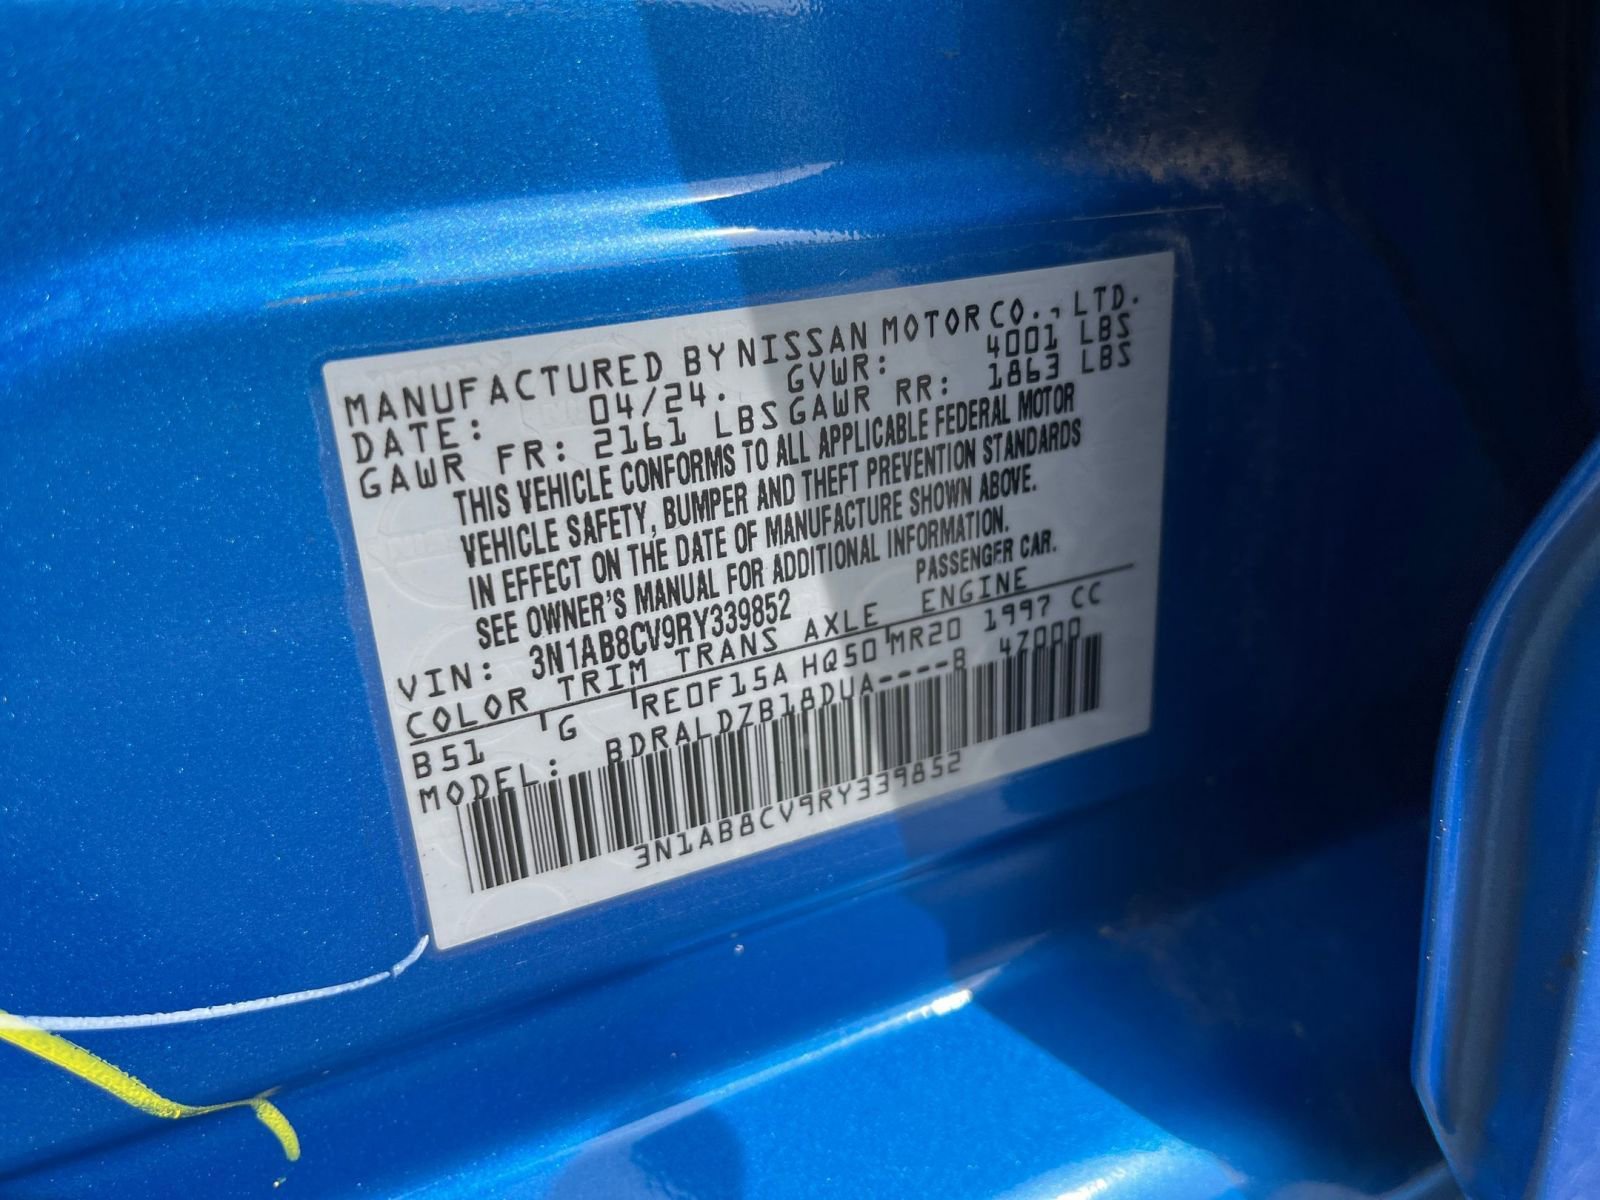 MANUFACTURED BY NISSAN MOTOR CO., LTD.
DATE: 04/24. GVWR: 4001 LBS
GAWR FR: 2161 LBS GAWR RR: 1863 LBS
THIS VEHICLE CONFORMS TO ALL APPLICABLE FEDERAL MOTOR
VEHICLE SAFETY, BUMPER AND THEFT PREVENTION STANDARDS
IN EFFECT ON THE DATE OF MANUFACTURE SHOWN ABOVE.
SEE OWNER'S MANUAL FOR ADDITIONAL INFORMATION.
VIN: 3N1AB8CV9RY339852 PASSENGER CAR.
COLOR TRIM TRANS AXLE ENGINE
B51 G RE0F15A HQ50 MR20 1997 CC
MODEL: BDRALDZB18DUA----B 4Z000
3N1AB8CV9RY339852